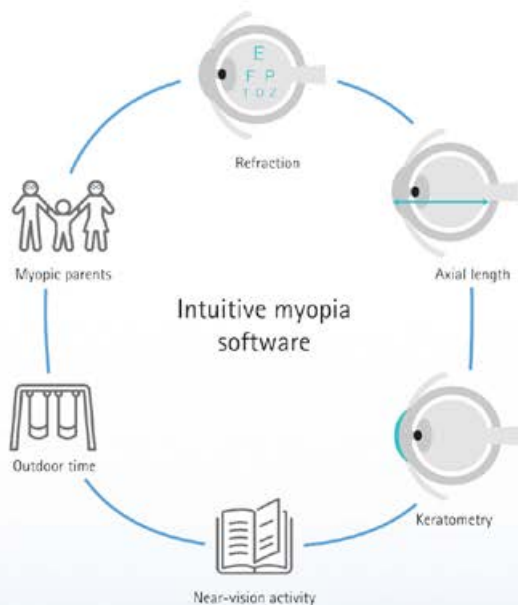 E
F P
T O Z
Refraction
Myopic parents
Axial length
Intuitive myopia
software
Outdoor time
Keratometry
Near-vision activity